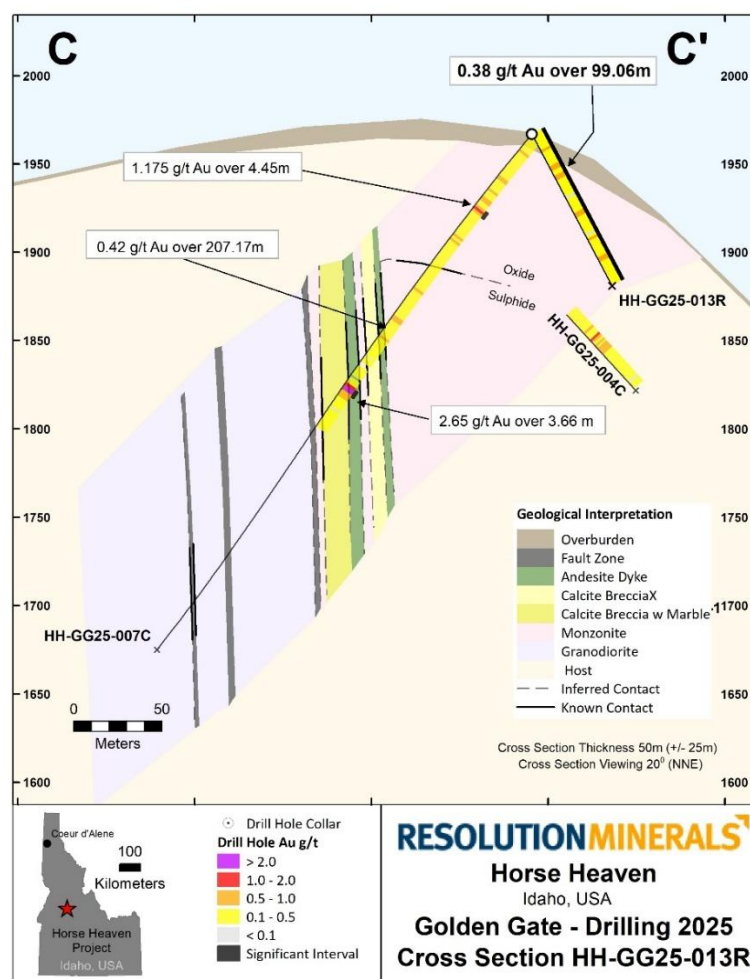 C
C'
0.38 g/t Au over 99.06m
1.175 g/t Au over 4.45m
0.42 g/t Au over 207.17m
2.65 g/t Au over 3.66 m
Oxide
Sulphide
HH-GG25-013R
HH-GG25-004C
HH-GG25-007C
2000
1950
1900
1850
1800
1750
1700
1650
1600
2000
1950
1900
1850
1800
1750
1700
1650
1600
0 50
Meters
Geological Interpretation
Overburden
Fault Zone
Andesite Dyke
Calcite BrecciaX
Calcite Breccia w Marble
Monzonite
Granodiorite
Host
Inferred Contact
Known Contact
Cross Section Thickness 50m (+/- 25m)
Cross Section Viewing 20⁰ (NNE)
Coeur d'Alene
100
Kilometers
Horse Heaven
Project
Idaho, USA
Drill Hole Collar
Drill Hole Au g/t
> 2.0
1.0 - 2.0
0.5 - 1.0
0.1 - 0.5
< 0.1
Significant Interval
RESOLUTIONMINERALS
Horse Heaven
Idaho, USA
Golden Gate - Drilling 2025
Cross Section HH-GG25-013R